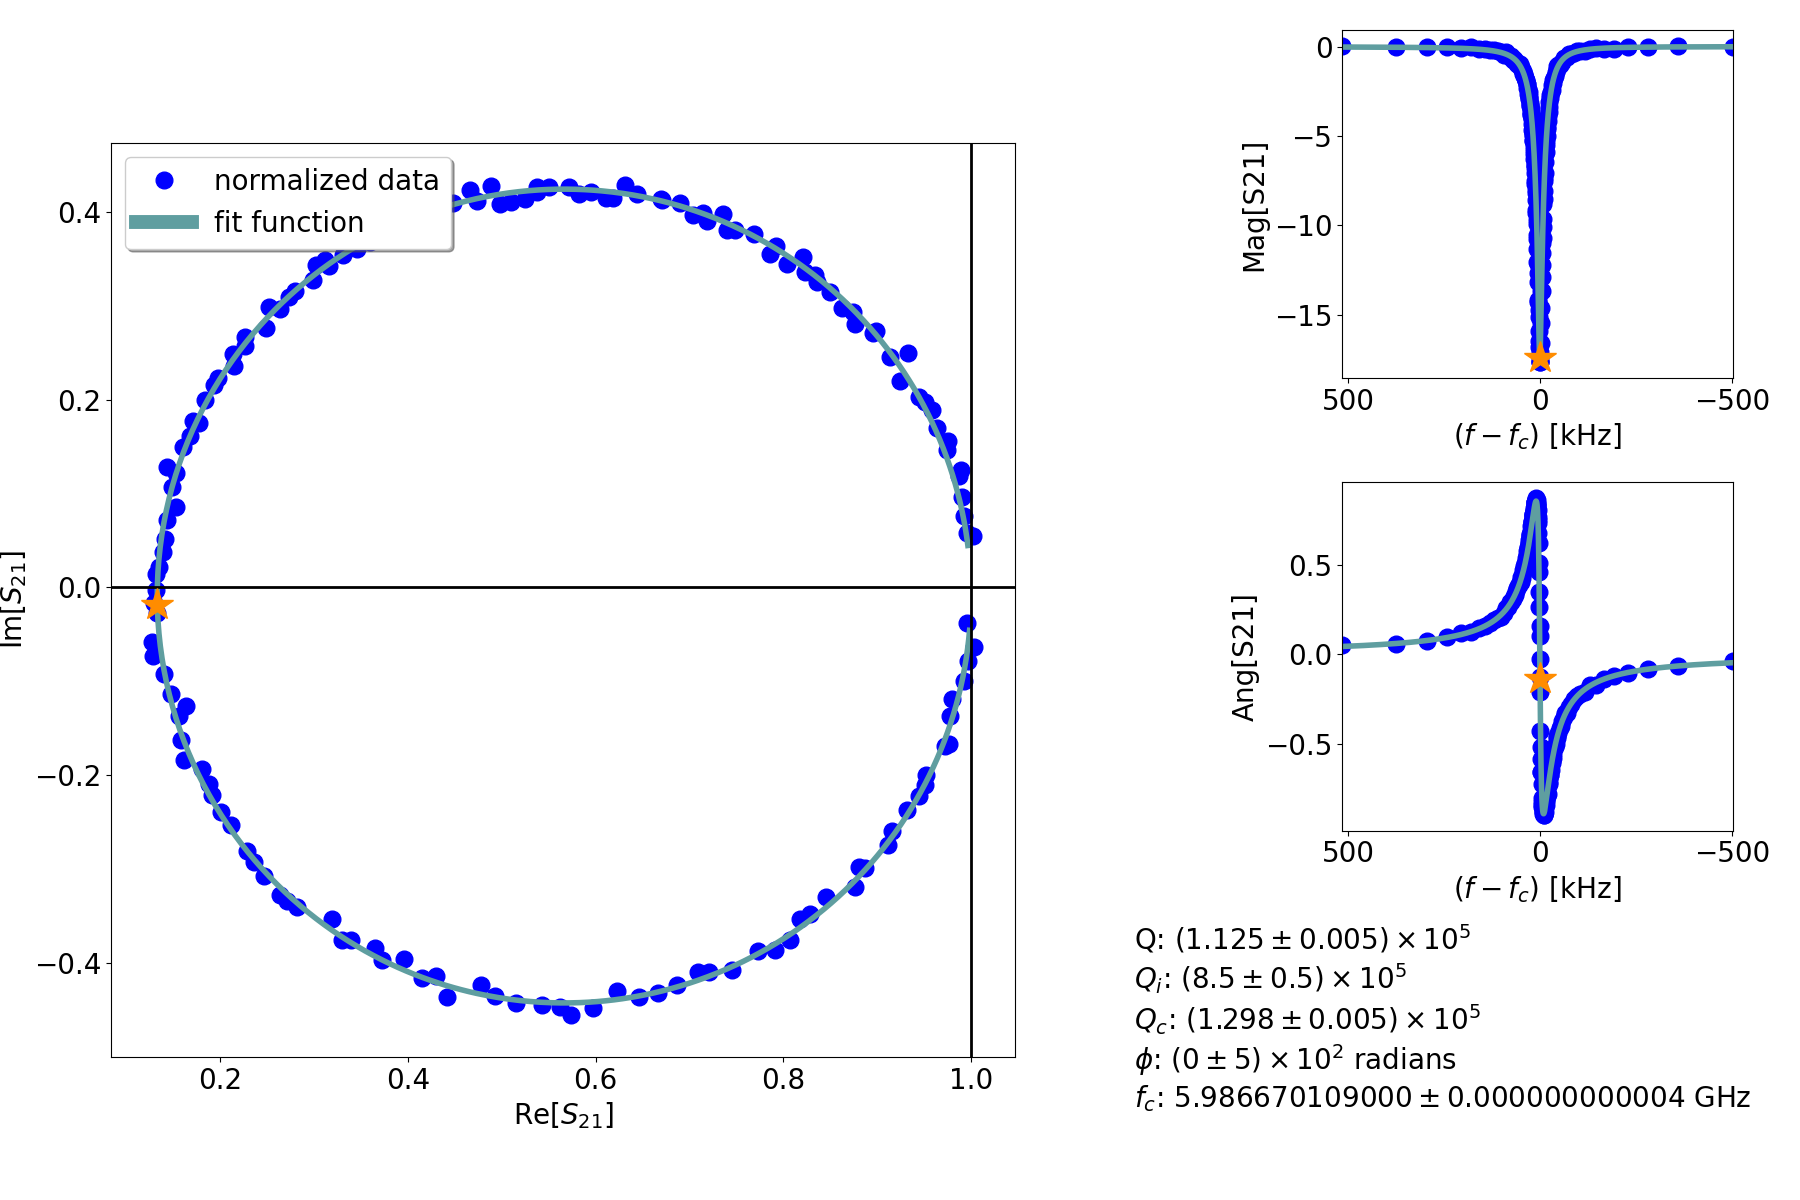 normalized data
fit function
0.4
0.2
0.0
−0.2
−0.4
Im[S21]
0.2 0.4 0.6 0.8 1.0
Re[S21]
0
−5
−10
−15
Mag[S21]
500 0 −500
(f − fc) [kHz]
0.5
0.0
−0.5
Ang[S21]
500 0 −500
(f − fc) [kHz]
Q: (1.125 ± 0.005) × 10^5
Qi: (8.5 ± 0.5) × 10^5
Qc: (1.298 ± 0.005) × 10^5
ϕ: (0 ± 5) × 10^2 radians
fc: 5.986670109000 ± 0.000000000004 GHz